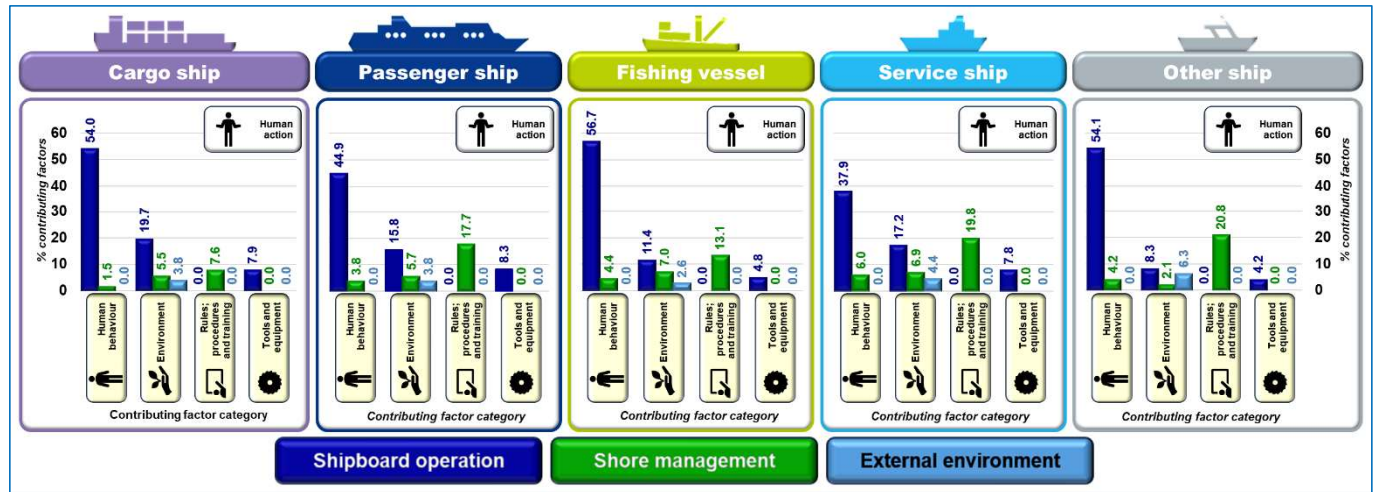 Cargo ship
Passenger ship
Fishing vessel
Service ship
Other ship
% contributing factors
60
50
40
30
20
10
0
Human
action
54.0
1.5
0.0
19.7
5.5
3.8
0.0
7.6
0.0
7.9
0.0
0.0
Human
behaviour
Environment
Rules;
procedures
and training
Tools and
equipment
Contributing factor category
Human
action
44.9
3.8
0.0
15.8
5.7
3.8
0.0
17.7
0.0
8.3
0.0
0.0
Human
behaviour
Environment
Rules;
procedures
and training
Tools and
equipment
Contributing factor category
Human
action
56.7
4.4
0.0
11.4
7.0
2.6
0.0
13.1
0.0
4.8
0.0
0.0
Human
behaviour
Environment
Rules;
procedures
and training
Tools and
equipment
Contributing factor category
Human
action
37.9
6.0
0.0
17.2
6.9
4.4
0.0
19.8
0.0
7.8
0.0
0.0
Human
behaviour
Environment
Rules;
procedures
and training
Tools and
equipment
Contributing factor category
Human
action
54.1
4.2
0.0
8.3
2.1
6.3
0.0
20.8
0.0
4.2
0.0
0.0
60
50
40
30
20
10
0
% contributing factors
Human
behaviour
Environment
Rules;
procedures
and training
Tools and
equipment
Contributing factor category
Shipboard operation
Shore management
External environment